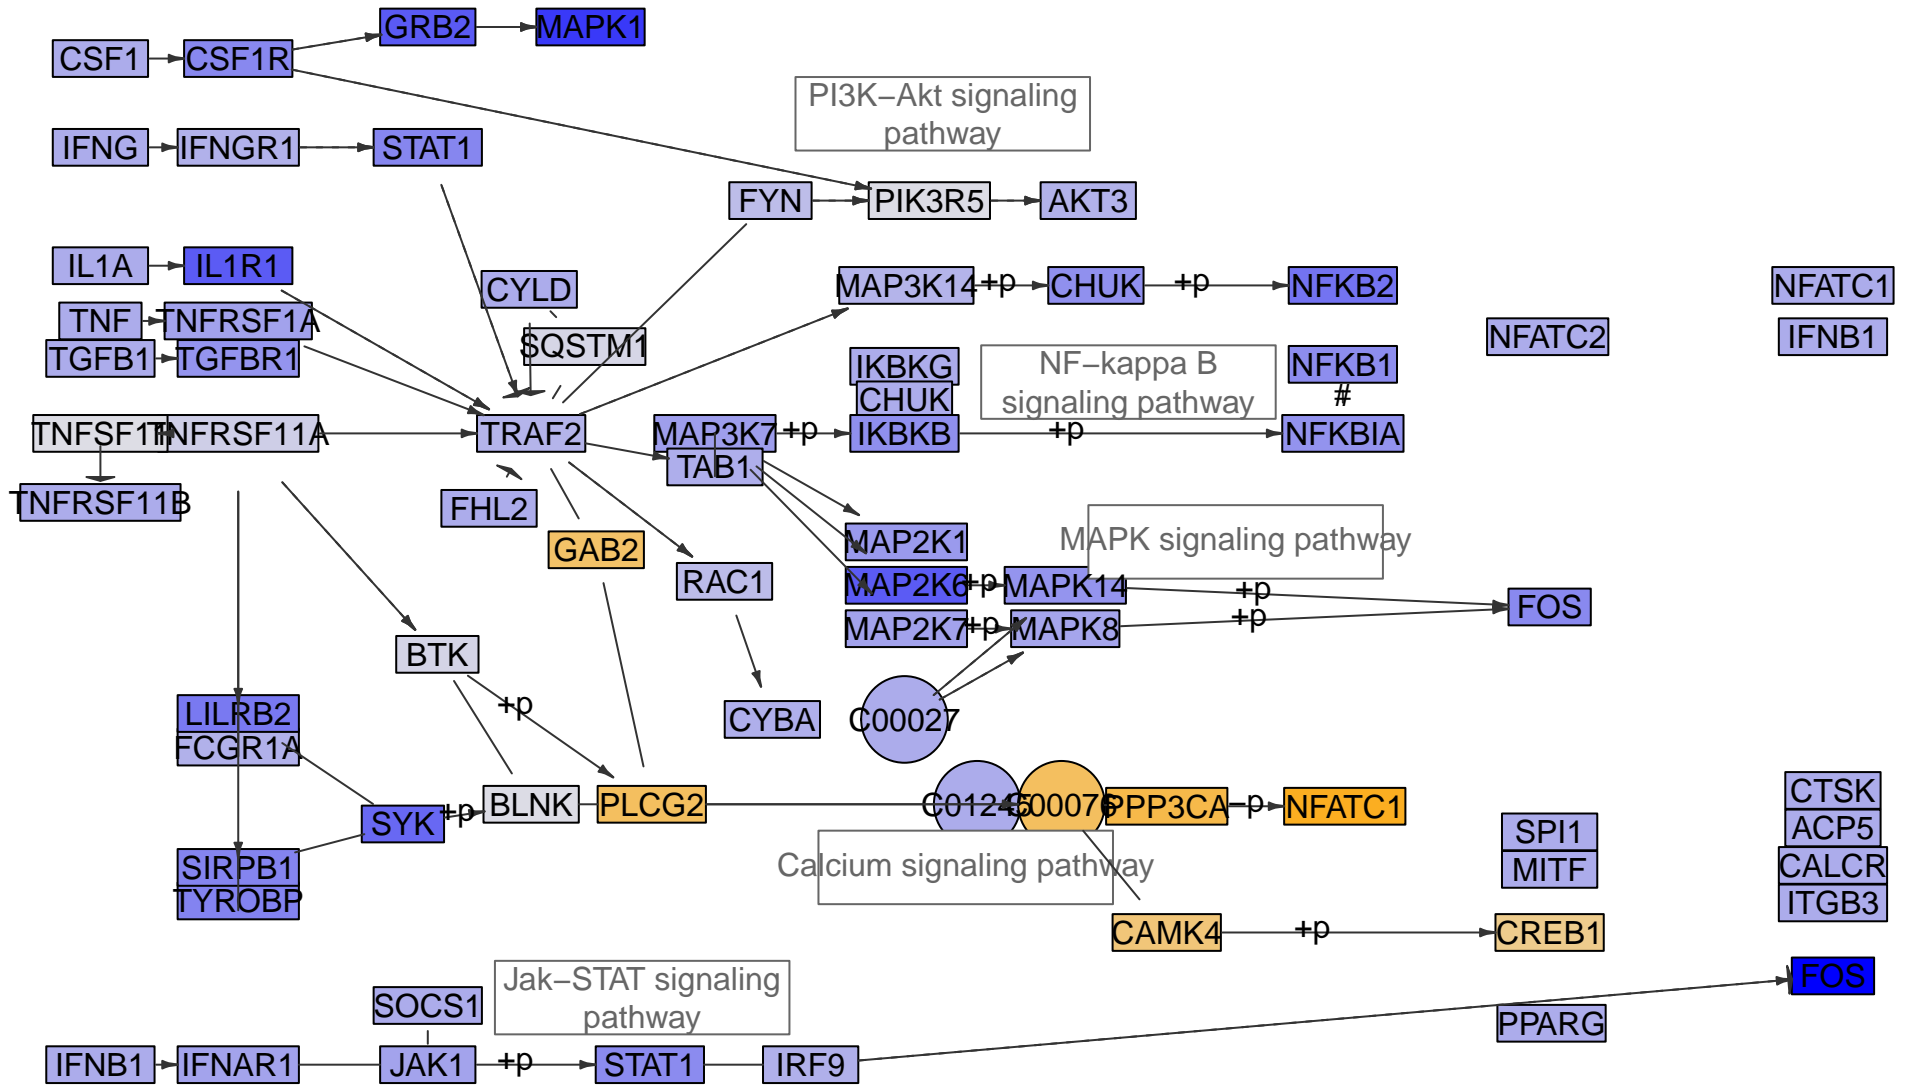 GRB2
MAPK1
CSF1
CSF1R
PI3K–Akt signaling
pathway
IFNG
IFNGR1
STAT1
FYN
PIK3R5
AKT3
IL1A
IL1R1
CYLD
MAP3K14
+p
CHUK
+p
NFKB2
NFATC1
TNF
TNFRSF1A
SQSTM1
NFATC2
IFNB1
TGFB1
TGFBR1
IKBKG
NF–kappa B
signaling pathway
NFKB1
CHUK
#
TNFSF11
TNFRSF11A
TRAF2
MAP3K7
+p
IKBKB
+p
NFKBIA
TAB1
TNFRSF11B
FHL2
GAB2
MAP2K1
MAPK signaling pathway
RAC1
MAP2K6
+p
MAPK14
+p
FOS
MAP2K7
+p
MAPK8
+p
BTK
+p
LILRB2
CYBA
C00027
FCGR1A
SYK
+p
BLNK
PLCG2
C01245
C00076
PPP3CA
–p
NFATC1
CTSK
SPI1
ACP5
SIRPB1
Calcium signaling pathway
MITF
CALCR
TYROBP
ITGB3
CAMK4
+p
CREB1
Jak–STAT signaling
pathway
FOS
SOCS1
PPARG
IFNB1
IFNAR1
JAK1
+p
STAT1
IRF9